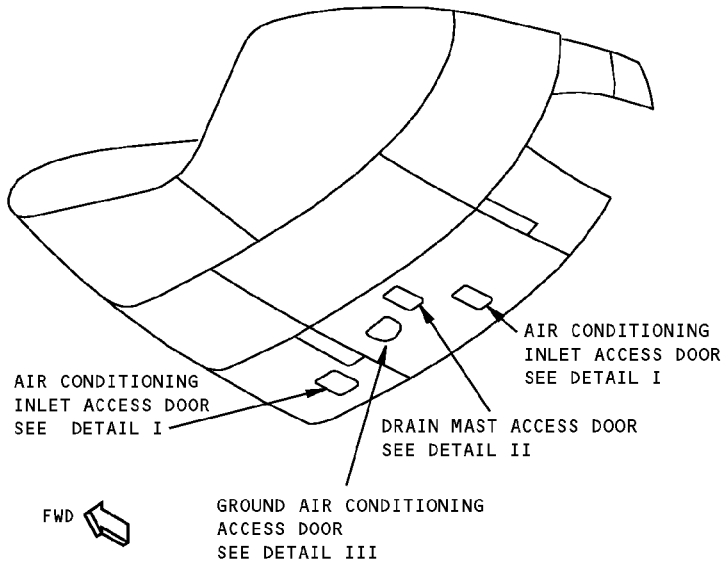 AIR CONDITIONING
INLET ACCESS DOOR
SEE DETAIL I
AIR CONDITIONING
INLET ACCESS DOOR
SEE DETAIL I
DRAIN MAST ACCESS DOOR
SEE DETAIL II
GROUND AIR CONDITIONING
ACCESS DOOR
SEE DETAIL III
FWD